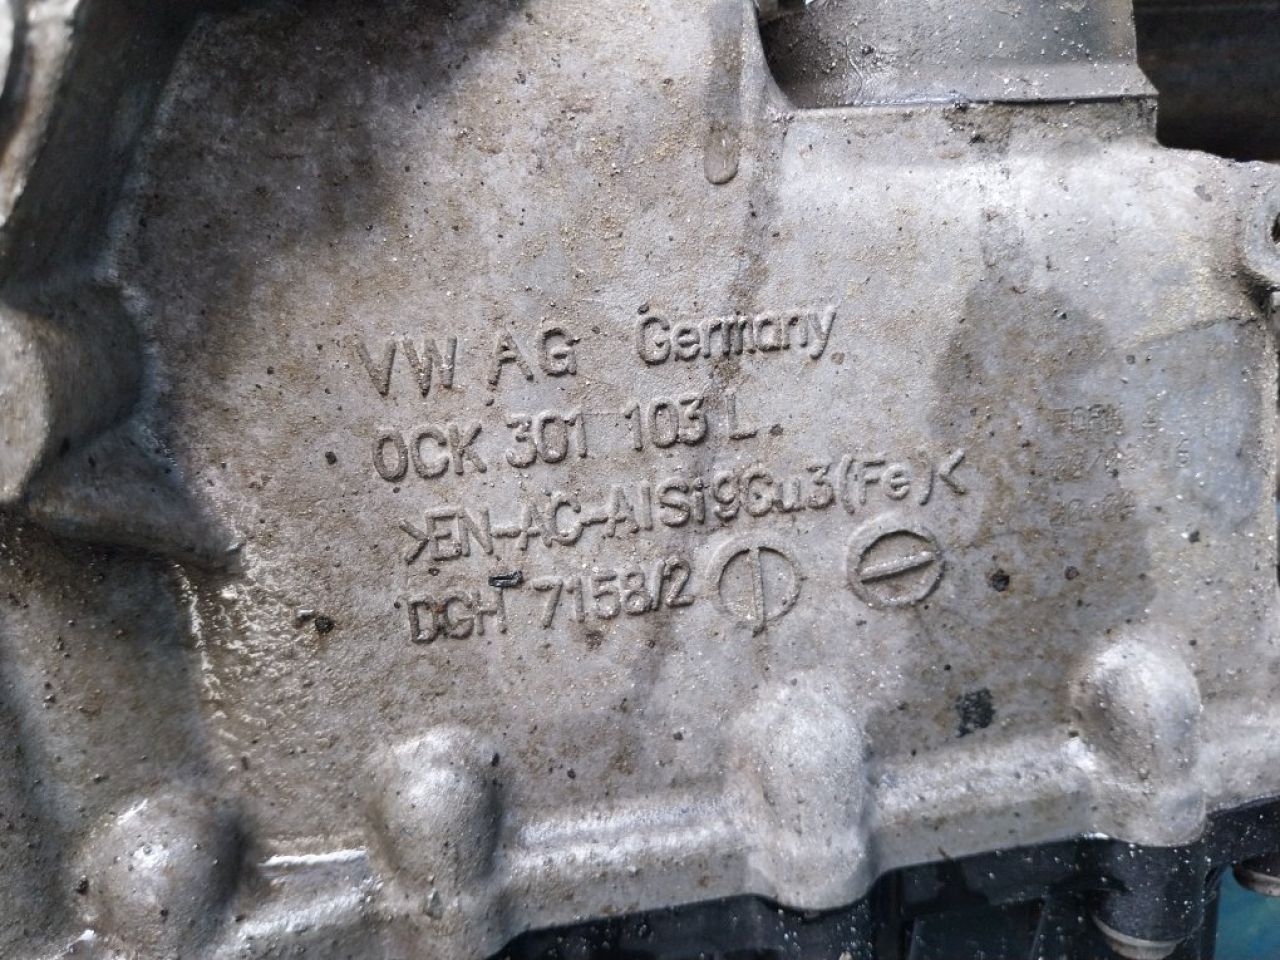 VW AG Germany
0CK 301 103 L.
>EN-AC-AlSi9Cu3(Fe)<
DGH 7158/2